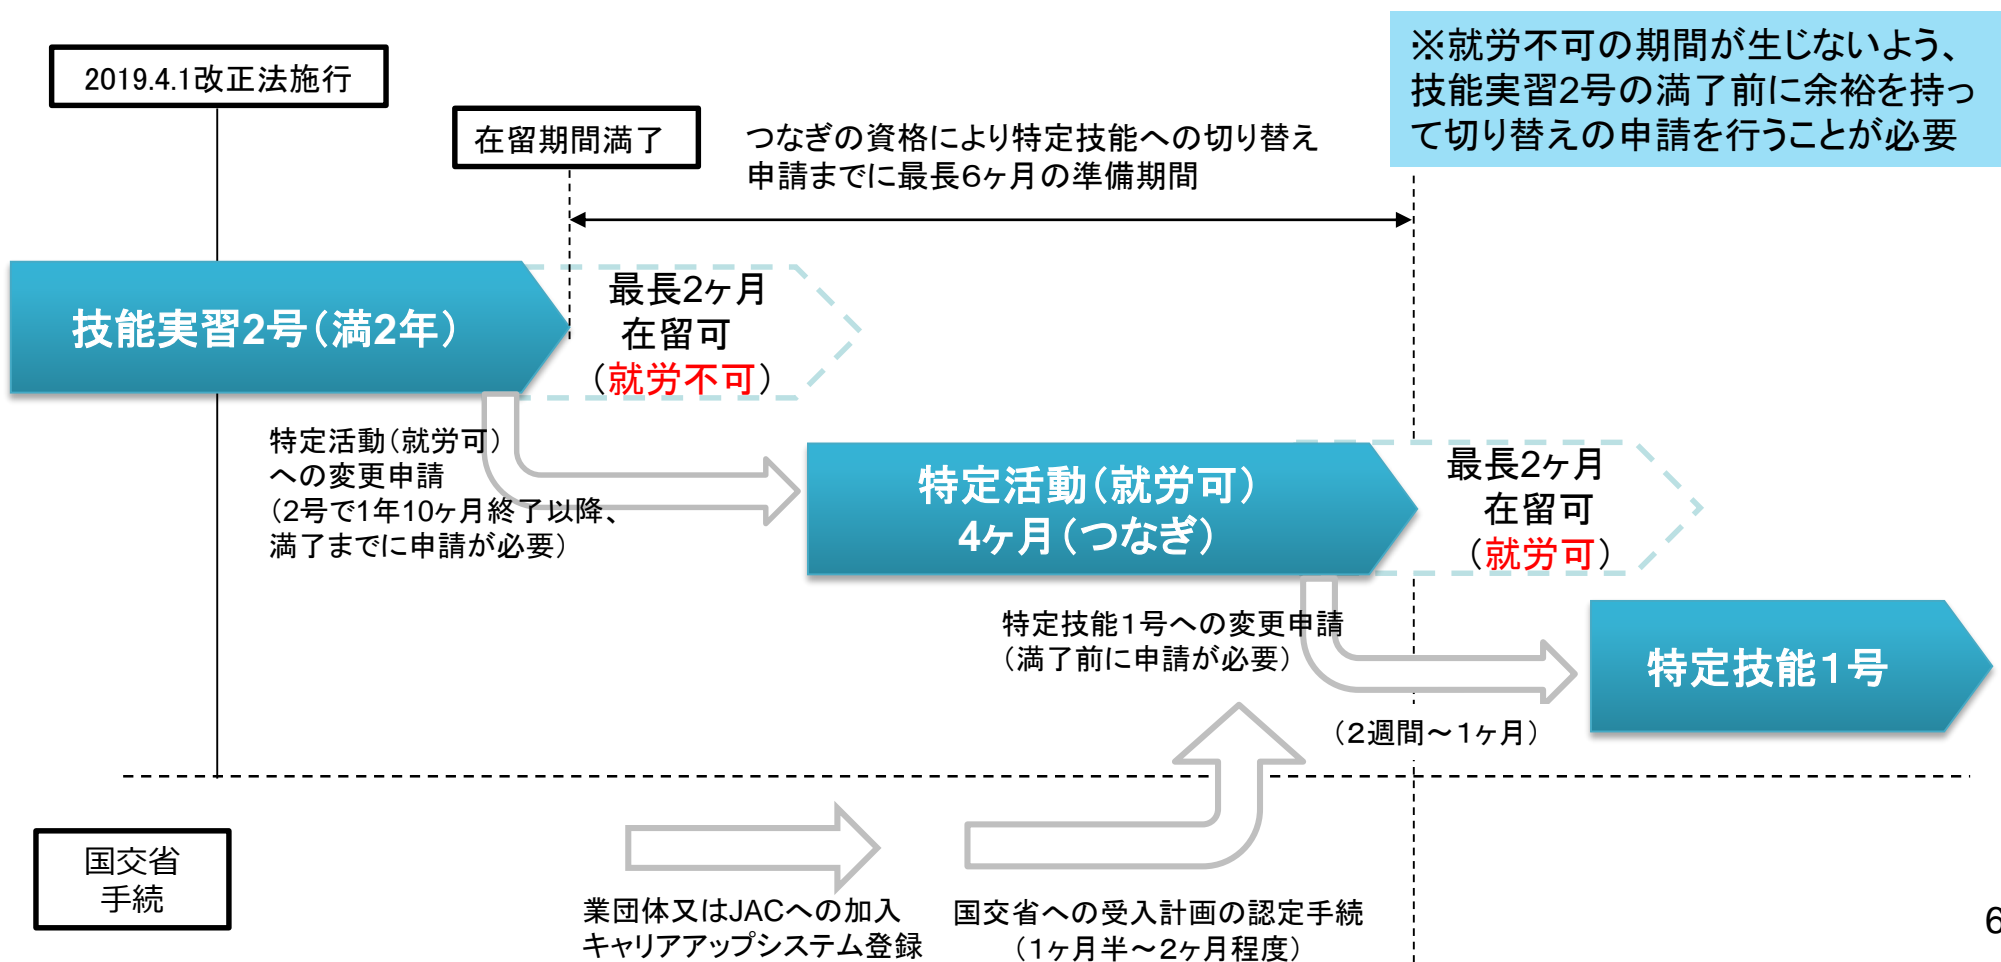 2019.4.1改正法施行
在留期間満了
つなぎの資格により特定技能への切り替え
申請までに最長6ヶ月の準備期間
※就労不可の期間が生じないよう、
技能実習2号の満了前に余裕を持っ
て切り替えの申請を行うことが必要
技能実習2号(満2年)
最長2ヶ月
在留可
(就労不可)
特定活動(就労可)
への変更申請
(2号で1年10ヶ月終了以降、
満了までに申請が必要)
特定活動(就労可)
4ヶ月(つなぎ)
最長2ヶ月
在留可
(就労可)
特定技能1号への変更申請
(満了前に申請が必要)
特定技能1号
(2週間~1ヶ月)
国交省
手続
業団体又はJACへの加入
キャリアアップシステム登録
国交省への受入計画の認定手続
(1ヶ月半~2ヶ月程度)
6